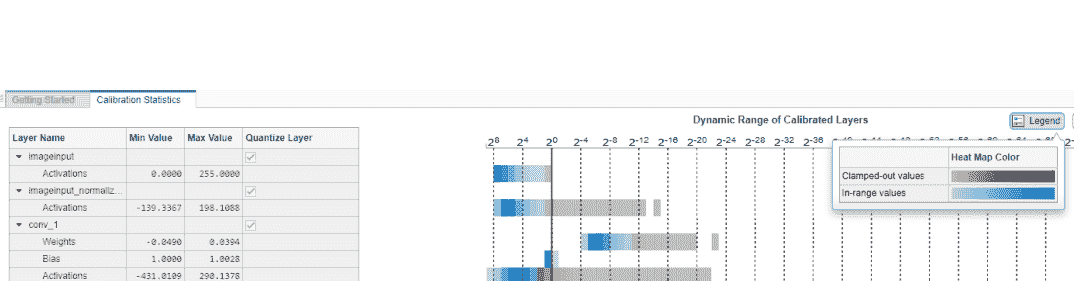 Getting Started Calibration Statistics
Dynamic Range of Calibrated Layers Legend
Layer Name Min Value Max Value Quantize Layer
2^8 2^4 2^0 2^-4 2^-8 2^-12 2^-16 2^-20 2^-24 2^-28 2^-32 2^-36
Heat Map Color
imageinput
Activations 0.0000 255.0000
Clamped-out values
In-range values
imageinput_normaliz...
Activations -139.3367 198.1088
conv_1
Weights -0.0490 0.0394
Bias 1.0000 1.0028
Activations -431.0109 290.1378